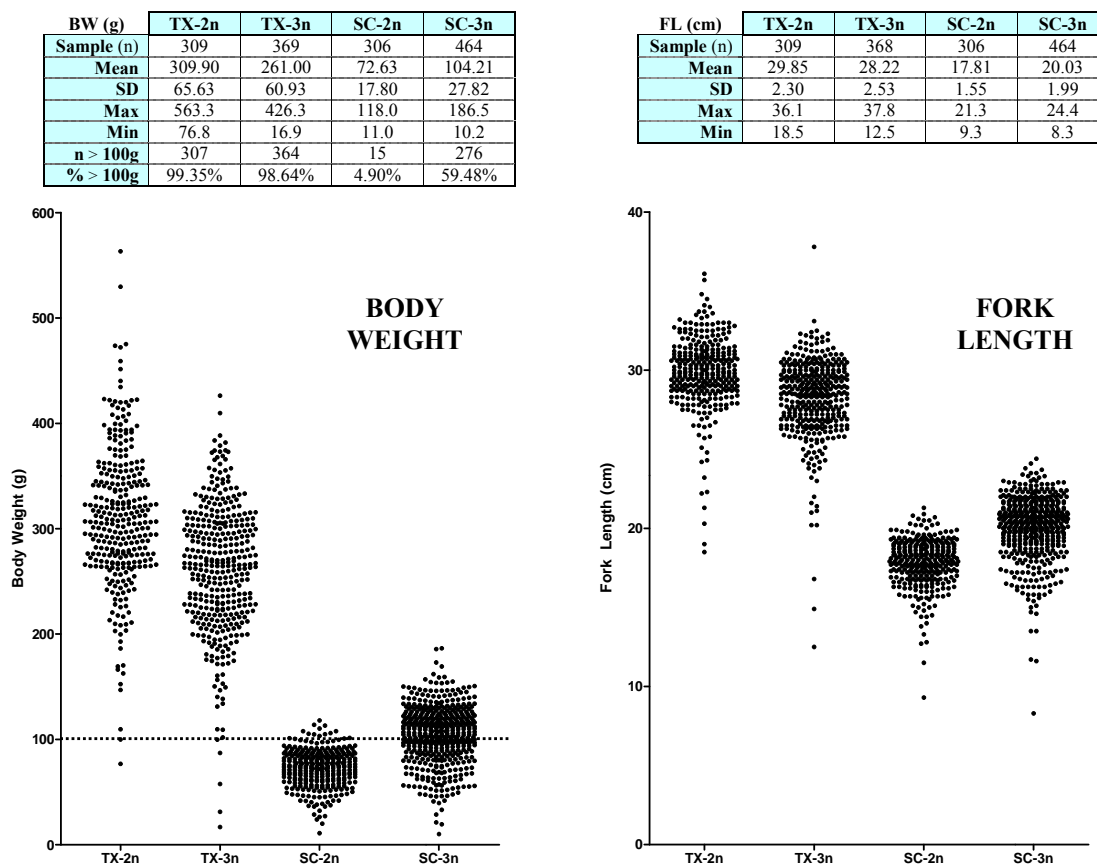 BW (g) TX-2n TX-3n SC-2n SC-3n
Sample (n) 309 369 306 464
Mean 309.90 261.00 72.63 104.21
SD 65.63 60.93 17.80 27.82
Max 563.3 426.3 118.0 186.5
Min 76.8 16.9 11.0 10.2
n > 100g 307 364 15 276
% > 100g 99.35% 98.64% 4.90% 59.48%
FL (cm) TX-2n TX-3n SC-2n SC-3n
Sample (n) 309 368 306 464
Mean 29.85 28.22 17.81 20.03
SD 2.30 2.53 1.55 1.99
Max 36.1 37.8 21.3 24.4
Min 18.5 12.5 9.3 8.3
BODY
WEIGHT
Body Weight (g)
600
500
400
300
200
100
0
TX-2n TX-3n SC-2n SC-3n
FORK
LENGTH
Fork Length (cm)
40
30
20
10
0
TX-2n TX-3n SC-2n SC-3n